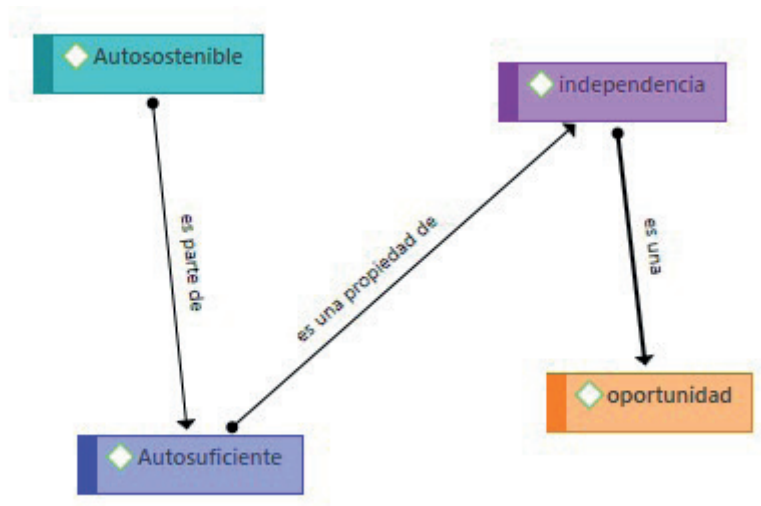 Autosostenible
independencia
es parte de
es una propiedad de
es una
oportunidad
Autosuficiente